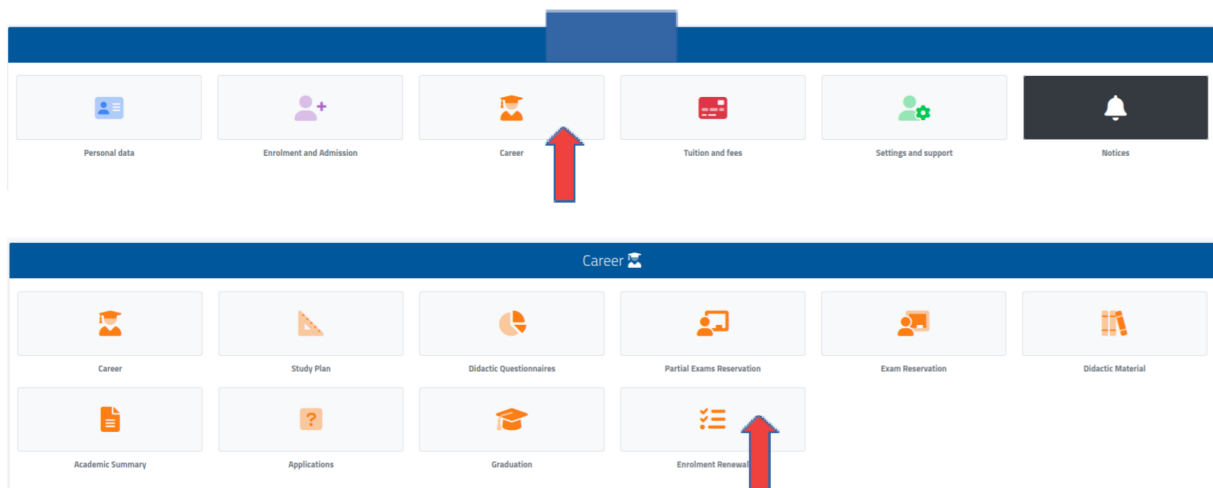 Personal data Enrolment and Admission Career Tuition and fees Settings and support Notices
Career
Career Study Plan Didactic Questionnaires Partial Exams Reservation Exam Reservation Didactic Material
?
Academic Summary Applications Graduation Enrolment Renewal